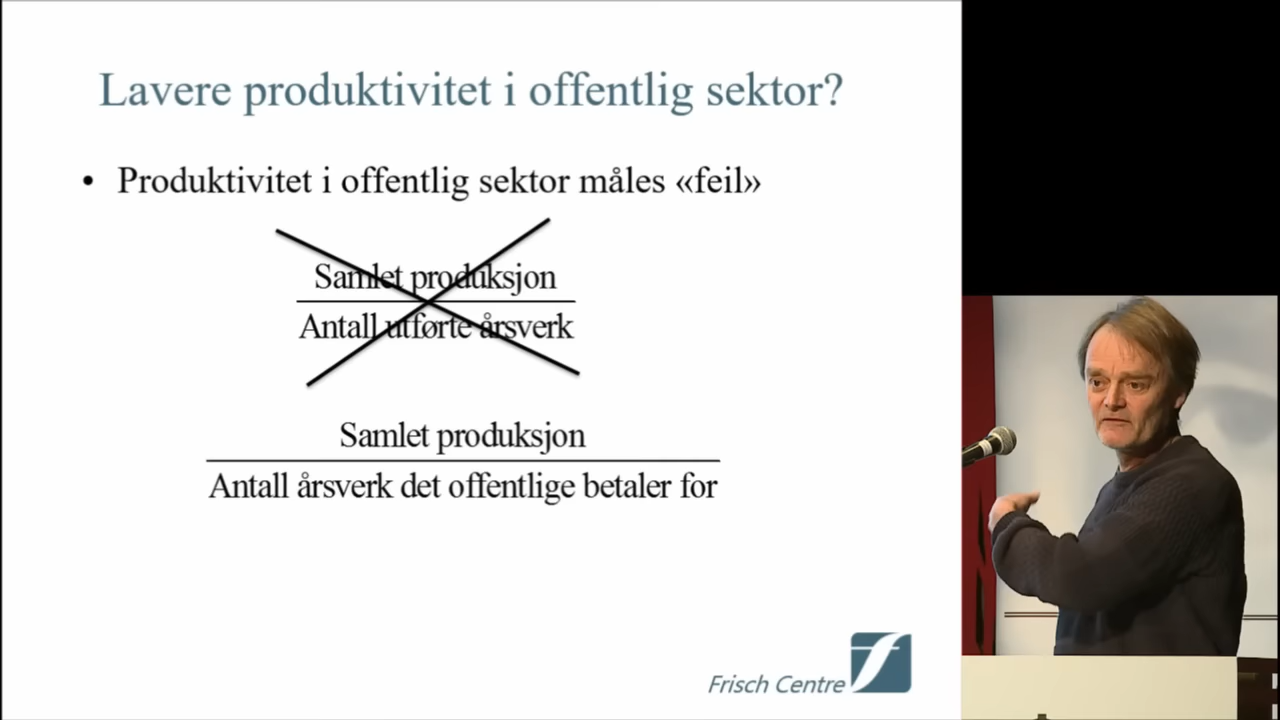 Lavere produktivitet i offentlig sektor?
• Produktivitet i offentlig sektor måles «feil»
Samlet produksjon
Antall utførte årsverk
Samlet produksjon
Antall årsverk det offentlige betaler for
Frisch Centre